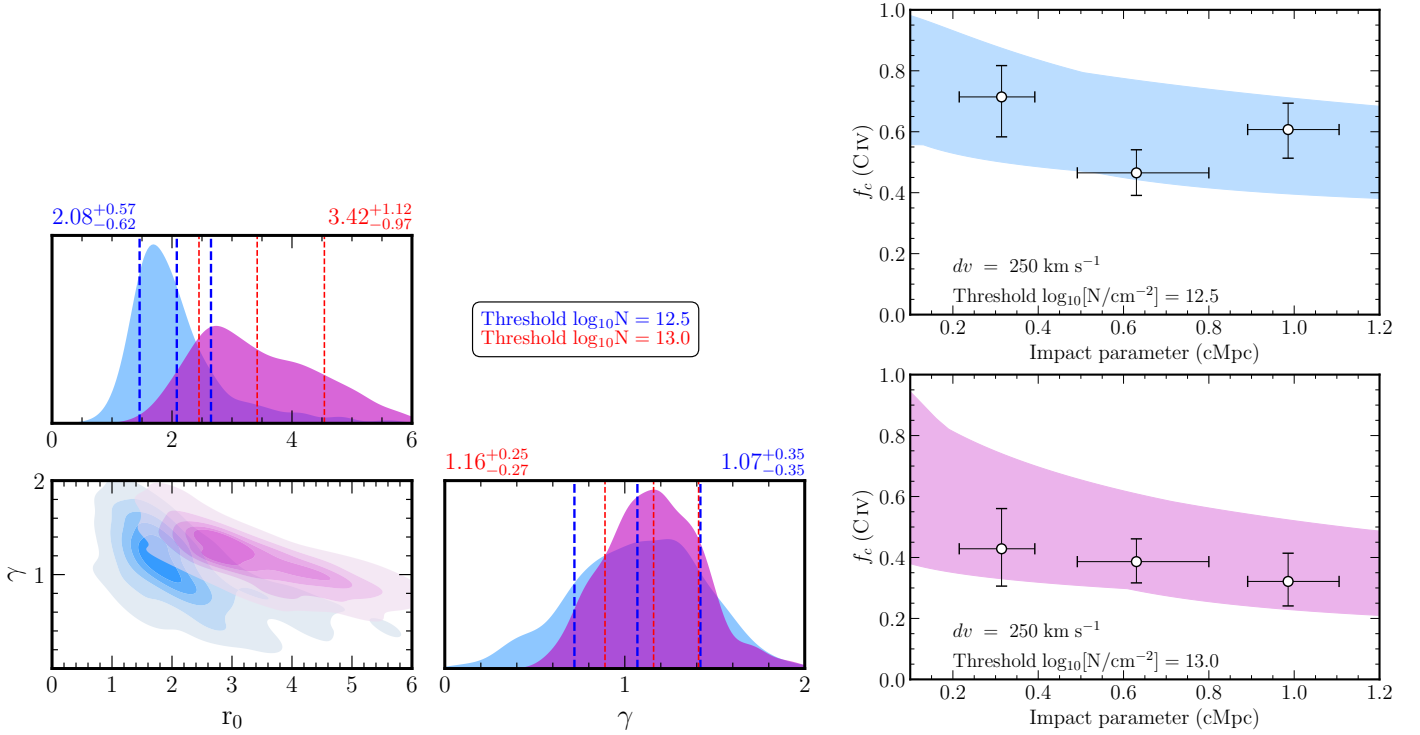 2.08+0.57−0.62
3.42+1.12−0.97
0 2 4 6
Threshold log10N = 12.5
Threshold log10N = 13.0
2
1
γ
0 1 2 3 4 5 6
r0
1.16+0.25−0.27
1.07+0.35−0.35
0 1 2
γ
1.0
0.8
0.6
0.4
0.2
0.0
fc (C IV)
dv = 250 km s−1
Threshold log10[N/cm−2] = 12.5
0.2 0.4 0.6 0.8 1.0 1.2
Impact parameter (cMpc)
1.0
0.8
0.6
0.4
0.2
0.0
fc (C IV)
dv = 250 km s−1
Threshold log10[N/cm−2] = 13.0
0.2 0.4 0.6 0.8 1.0 1.2
Impact parameter (cMpc)